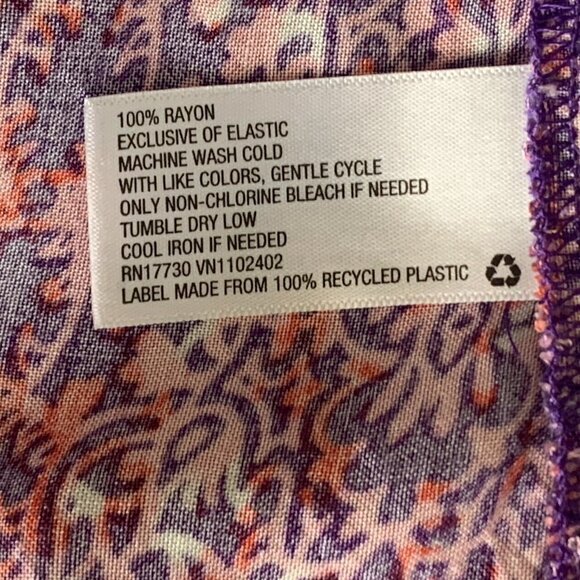 100% RAYON
EXCLUSIVE OF ELASTIC
MACHINE WASH COLD
WITH LIKE COLORS, GENTLE CYCLE
ONLY NON-CHLORINE BLEACH IF NEEDED
TUMBLE DRY LOW
COOL IRON IF NEEDED
RN17730 VN1102402
LABEL MADE FROM 100% RECYCLED PLASTIC